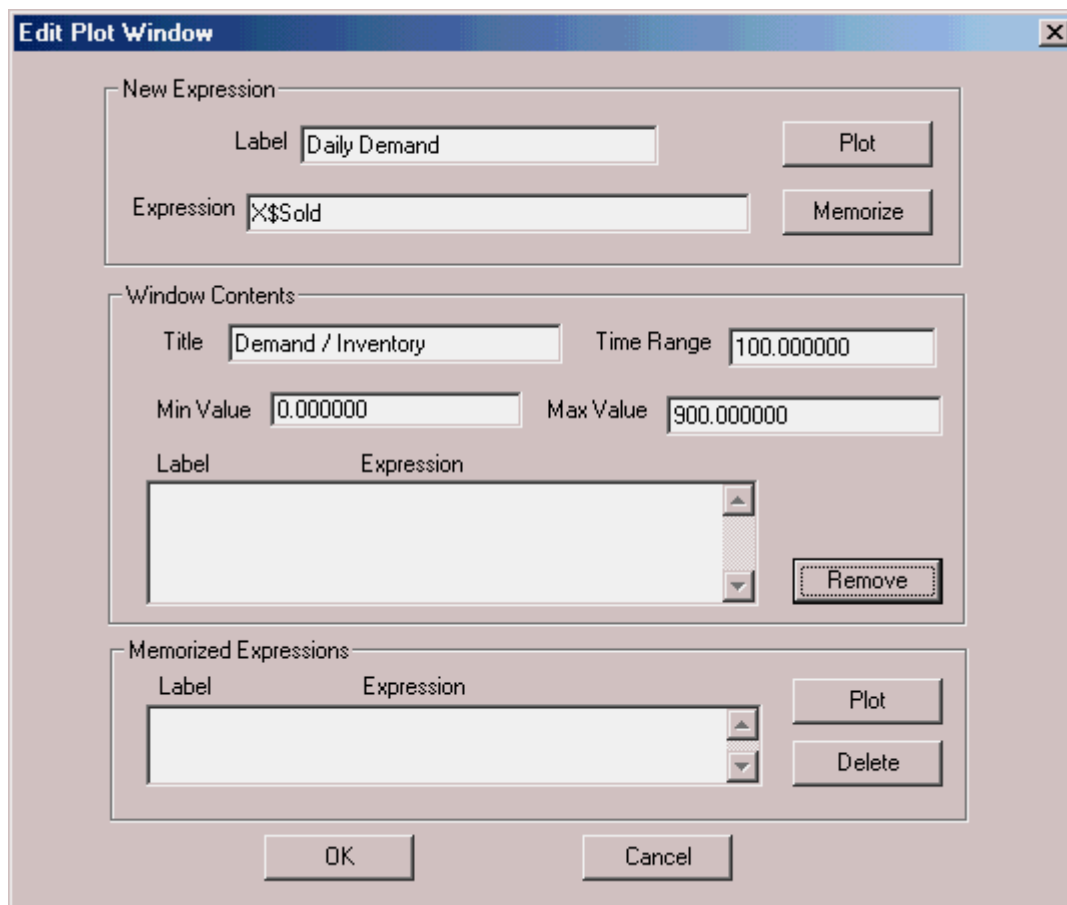 Edit Plot Window
New Expression
Label Daily Demand Plot
Expression X$Sold Memorize
Window Contents
Title Demand / Inventory Time Range 100.000000
Min Value 0.000000 Max Value 900.000000
Label Expression
Remove
Memorized Expressions
Label Expression Plot
Delete
OK Cancel